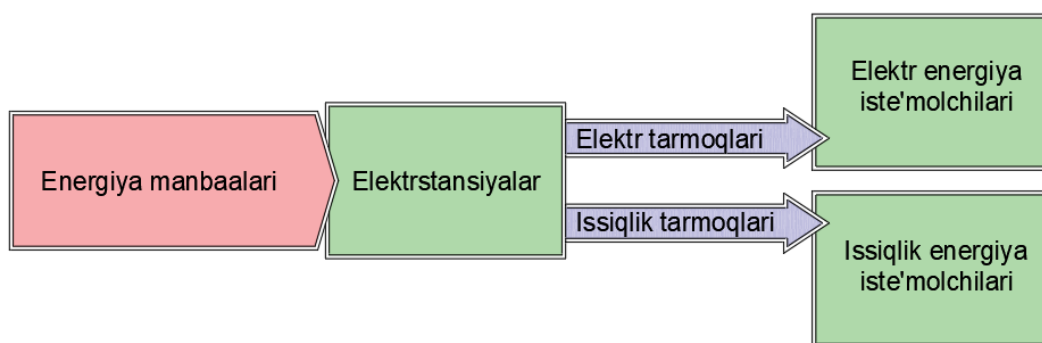 Energiya manbaalari
Elektrstansiyalar
Elektr tarmoqlari
Issiqlik tarmoqlari
Elektr energiya
iste'molchilari
Issiqlik energiya
iste'molchilari